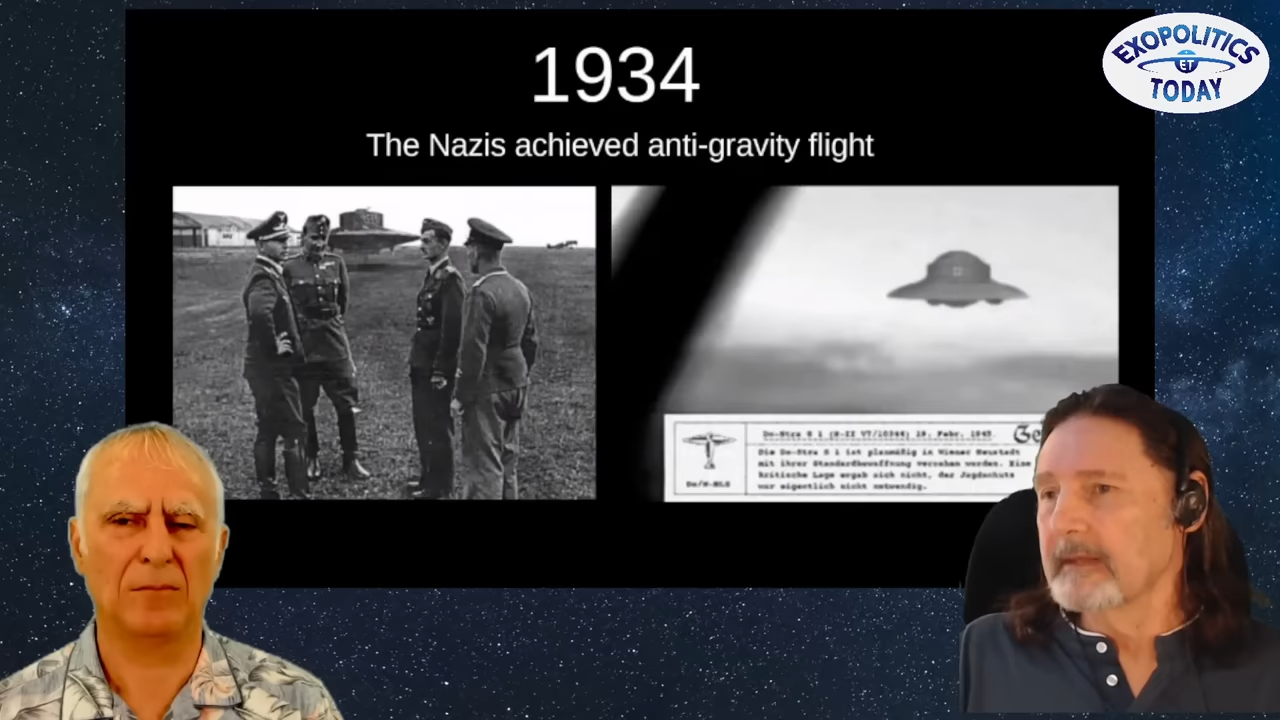 1934
The Nazis achieved anti-gravity flight
EXOPOLITICS
ET
TODAY
Die Do-Stra S 1 ist planmäßig in Wiener Neustadt
mit ihrer Standardbewaffnung versehen worden. Eine
kritische Lage ergab sich nicht, der Jagdschutz
war eigentlich nicht notwendig.